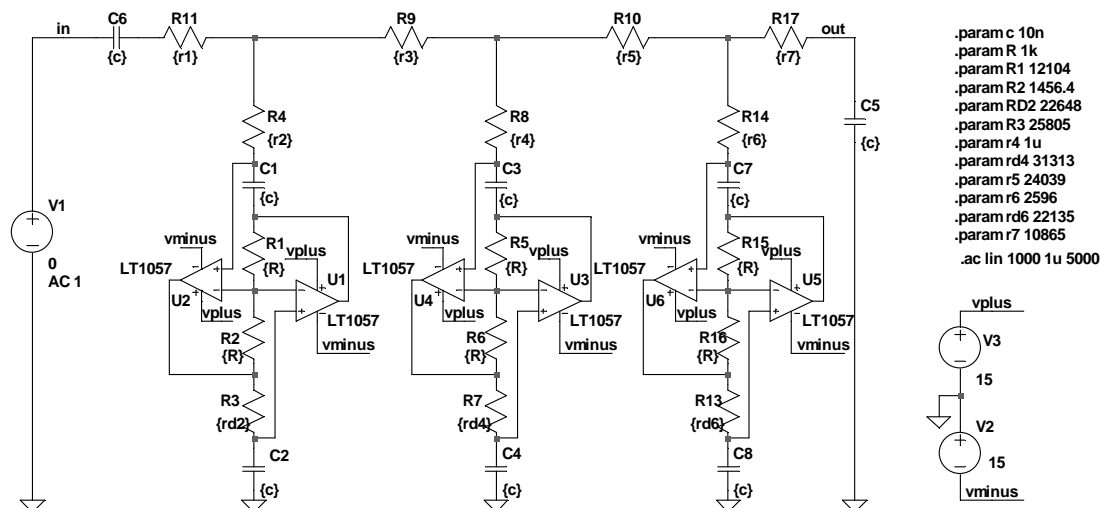 in
C6
{c}
R11
{r1}
R9
{r3}
R10
{r5}
out
R17
{r7}
.param c 10n
.param R 1k
.param R1 12104
.param R2 1456.4
.param RD2 22648
.param R3 25805
.param r4 1u
.param rd4 31313
.param r5 24039
.param r6 2596
.param rd6 22135
.param r7 10865
.ac lin 1000 1u 5000
R4
{r2}
C1
{c}
R8
{r4}
C3
{c}
R14
{r6}
C7
{c}
C5
{c}
V1
0
AC 1
vminus
R1
{R}
vplus
U1
LT1057
U2
vplus
LT1057
vminus
R2
{R}
R3
{rd2}
C2
{c}
vminus
R5
{R}
vplus
U3
LT1057
U4
vplus
LT1057
vminus
R6
{R}
R7
{rd4}
C4
{c}
vminus
R15
{R}
vplus
U5
LT1057
U6
vplus
LT1057
vminus
R16
{R}
R13
{rd6}
C8
{c}
vplus
V3
15
V2
15
vminus